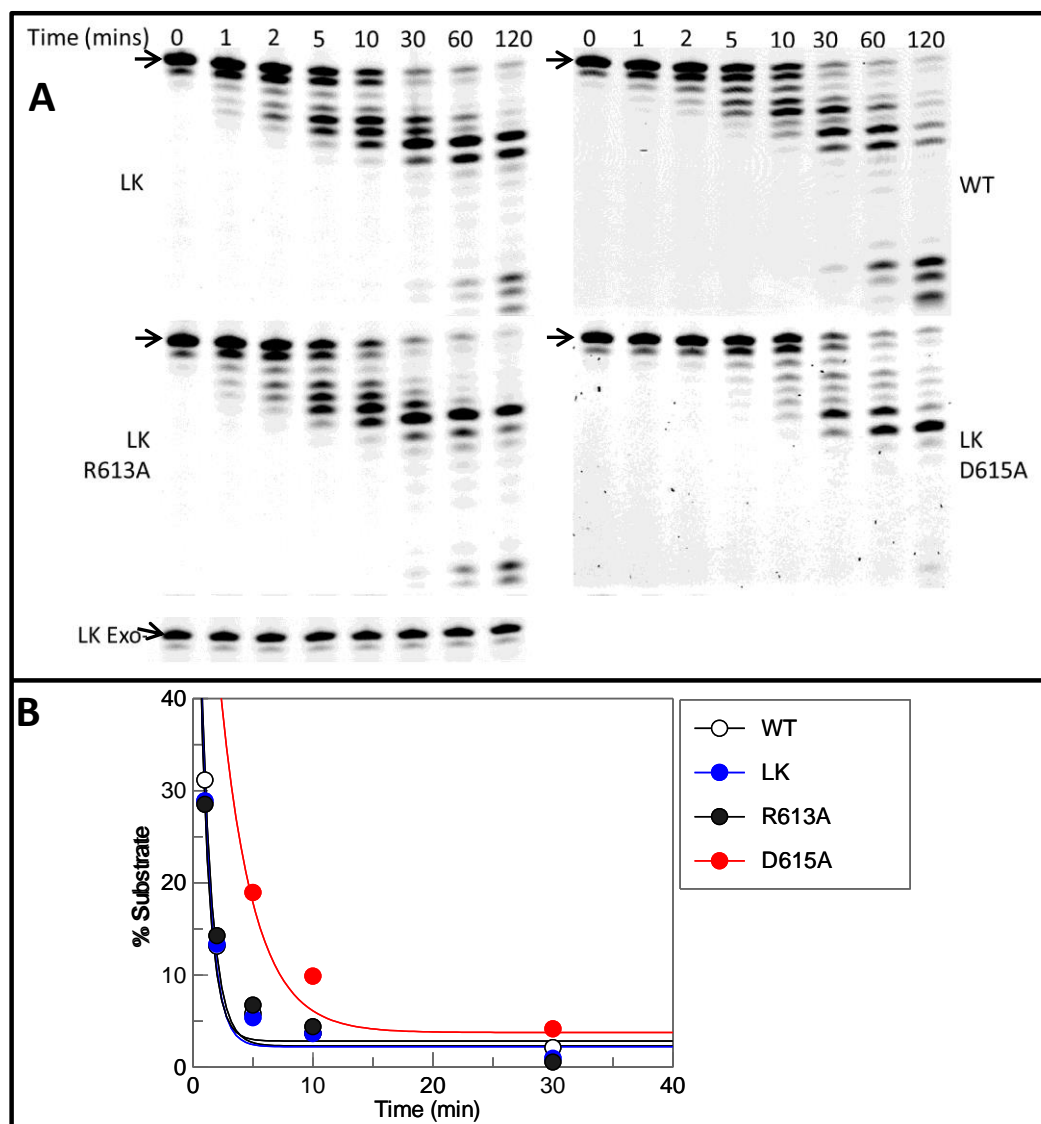 Time (mins) 0 1 2 5 10 30 60 120
0 1 2 5 10 30 60 120
A
LK
WT
LK
R613A
LK
D615A
LK Exo-
B
40
30
20
10
0
% Substrate
0 10 20 30 40
Time (min)
WT
LK
R613A
D615A